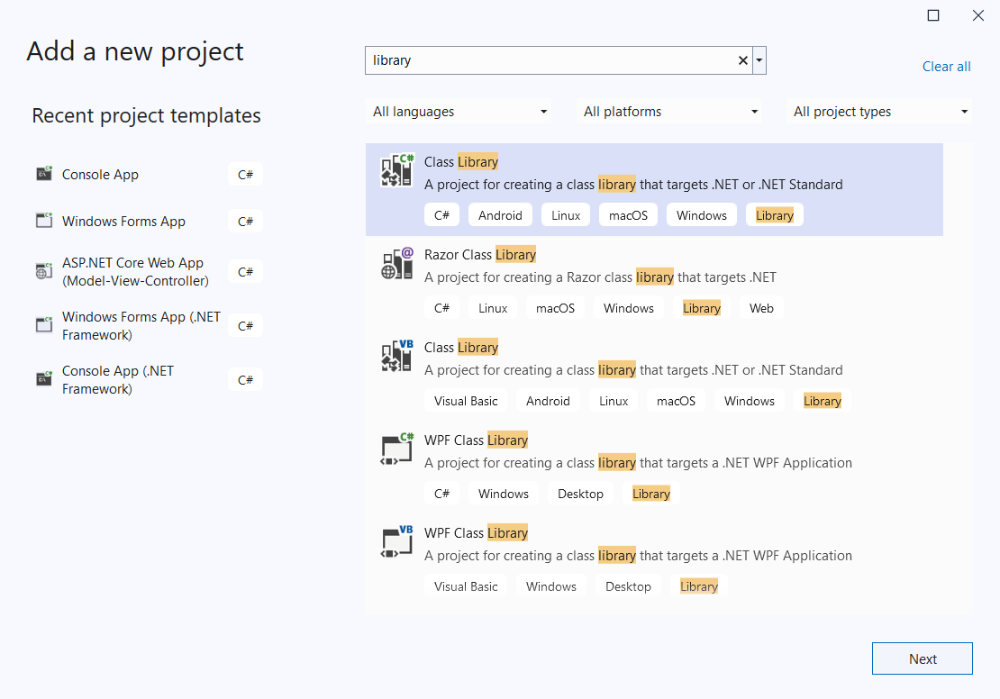 Add a new project
library
Clear all
Recent project templates
All languages
All platforms
All project types
Console App
C#
Windows Forms App
C#
ASP.NET Core Web App
(Model-View-Controller)
C#
Windows Forms App (.NET
Framework)
C#
Console App (.NET
Framework)
C#
C#
Class Library
A project for creating a class library that targets .NET or .NET Standard
C# Android Linux macOS Windows Library
@
Razor Class Library
A project for creating a Razor class library that targets .NET
C# Linux macOS Windows Library Web
VB
Class Library
A project for creating a class library that targets .NET or .NET Standard
Visual Basic Android Linux macOS Windows Library
C#
WPF Class Library
A project for creating a class library that targets a .NET WPF Application
C# Windows Desktop Library
VB
WPF Class Library
A project for creating a class library that targets a .NET WPF Application
Visual Basic Windows Desktop Library
Next